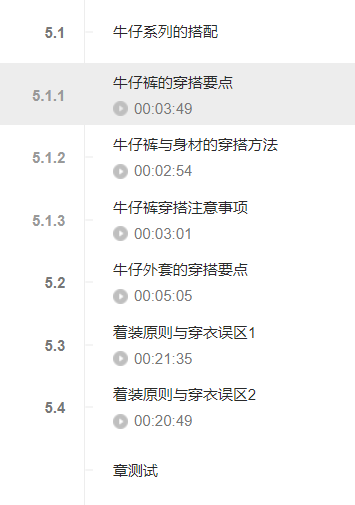 5.1 牛仔系列的搭配
5.1.1 牛仔裤的穿搭要点
00:03:49
5.1.2 牛仔裤与身材的穿搭方法
00:02:54
5.1.3 牛仔裤穿搭注意事项
00:03:01
5.2 牛仔外套的穿搭要点
00:05:05
5.3 着装原则与穿衣误区1
00:21:35
5.4 着装原则与穿衣误区2
00:20:49
章测试